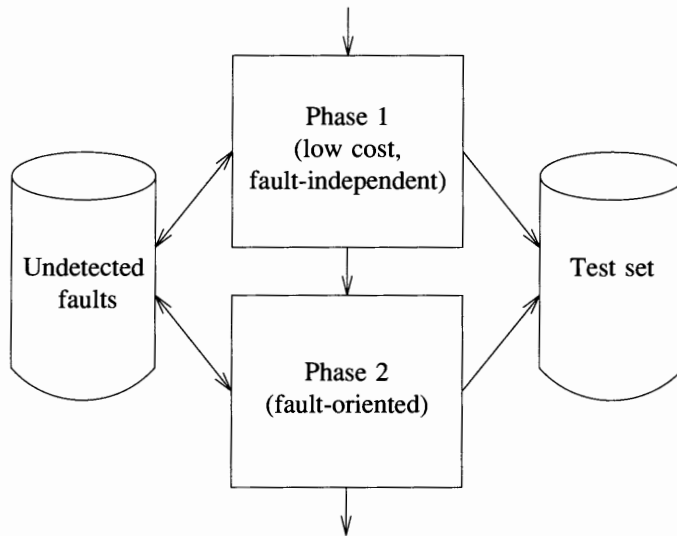 Phase 1
(low cost,
fault-independent)
Undetected
faults
Test set
Phase 2
(fault-oriented)